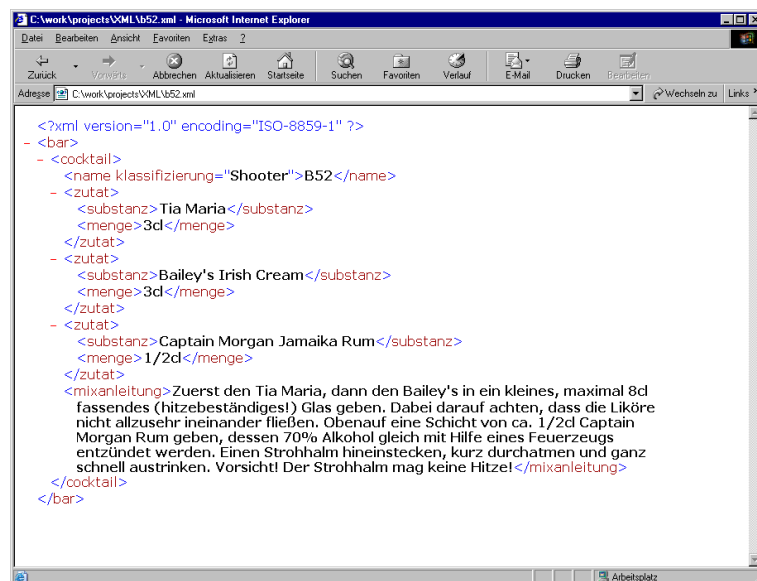 C:\work\projects\XML\b52.xml - Microsoft Internet Explorer
Datei Bearbeiten Ansicht Favoriten Extras ?
Zurück Vorwärts Abbrechen Aktualisieren Startseite Suchen Favoriten Verlauf E-Mail Drucken Bearbeiten
Adresse C:\work\projects\XML\b52.xml Wechseln zu Links »
<?xml version="1.0" encoding="ISO-8859-1" ?>
- <bar>
- <cocktail>
<name klassifizierung="Shooter">B52</name>
- <zutat>
<substanz>Tia Maria</substanz>
<menge>3cl</menge>
</zutat>
- <zutat>
<substanz>Bailey's Irish Cream</substanz>
<menge>3cl</menge>
</zutat>
- <zutat>
<substanz>Captain Morgan Jamaika Rum</substanz>
<menge>1/2cl</menge>
</zutat>
<mixanleitung>Zuerst den Tia Maria, dann den Bailey's in ein kleines, maximal 8cl
fassendes (hitzebeständiges!) Glas geben. Dabei darauf achten, dass die Liköre
nicht allzusehr ineinander fließen. Obenauf eine Schicht von ca. 1/2cl Captain
Morgan Rum geben, dessen 70% Alkohol gleich mit Hilfe eines Feuerzeugs
entzündet werden. Einen Strohhalm hineinstecken, kurz durchatmen und ganz
schnell austrinken. Vorsicht! Der Strohhalm mag keine Hitze!</mixanleitung>
</cocktail>
</bar>
Arbeitsplatz